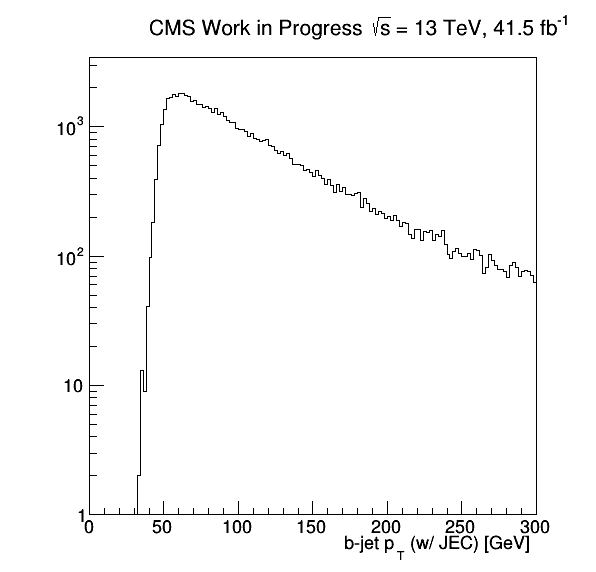 CMS Work in Progress √s = 13 TeV, 41.5 fb⁻¹
10³
10²
10
1
0 50 100 150 200 250 300
b-jet p_T (w/ JEC) [GeV]